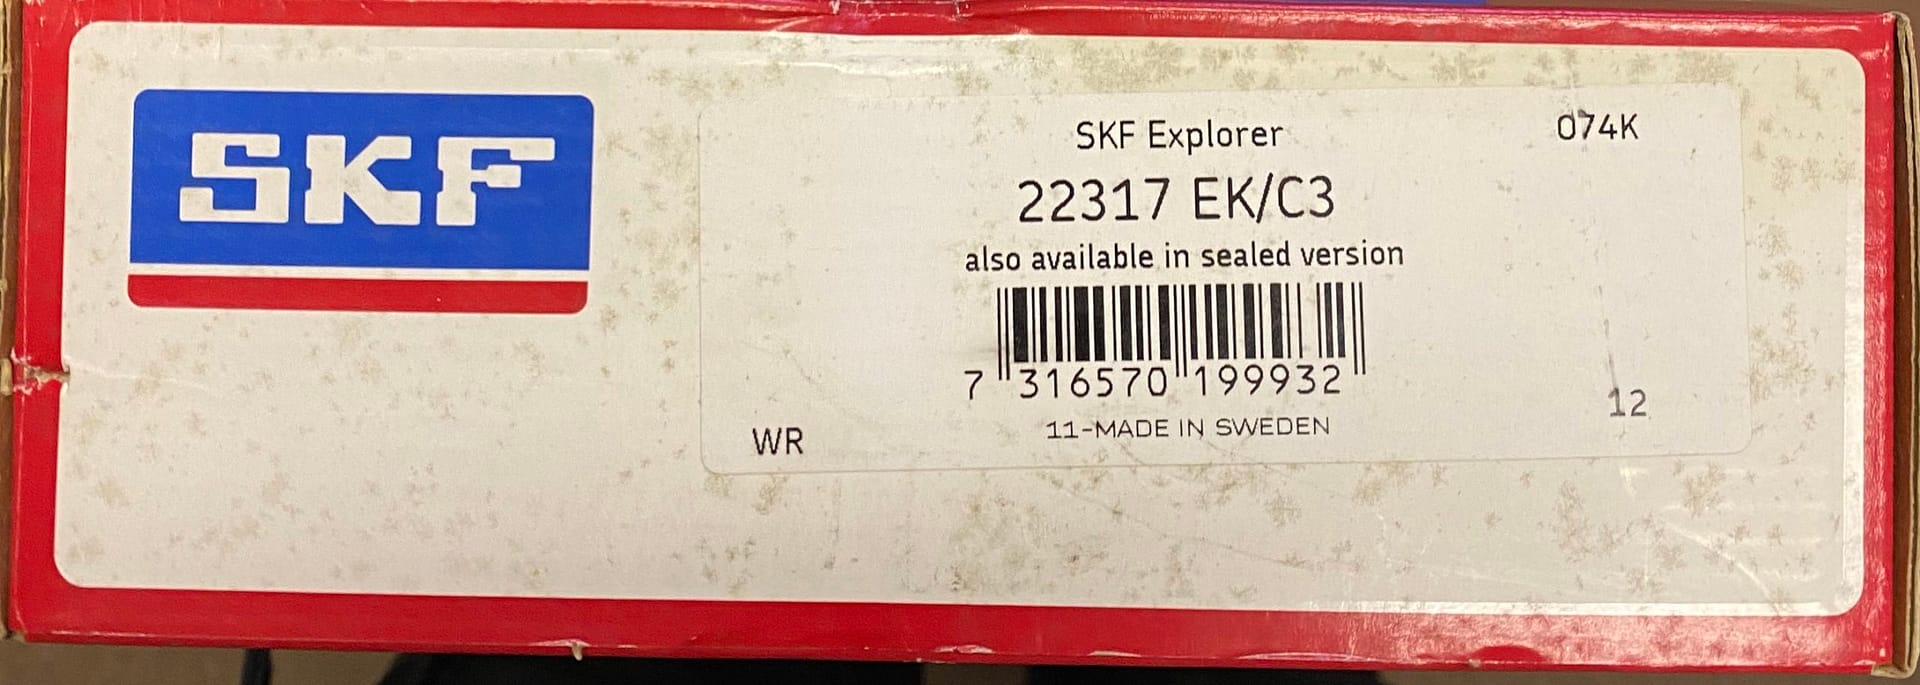 SKF
SKF Explorer
074K
22317 EK/C3
also available in sealed version
7 316570 199932
12
11-MADE IN SWEDEN
WR